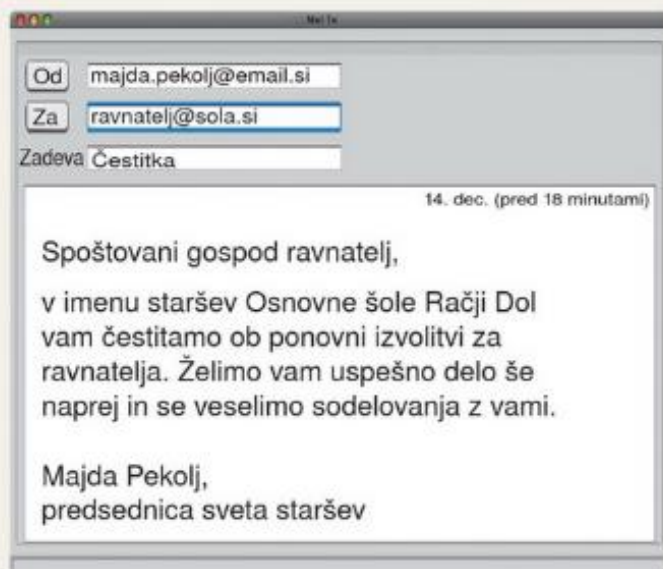 Od majda.pekolj@email.si
Za ravnatelj@sola.si
Zadeva Čestitka
14. dec. (pred 18 minutami)
Spoštovani gospod ravnatelj,
v imenu staršev Osnovne šole Račji Dol
vam čestitamo ob ponovni izvolitvi za
ravnatelja. Želimo vam uspešno delo še
naprej in se veselimo sodelovanja z vami.
Majda Pekolj,
predsednica sveta staršev